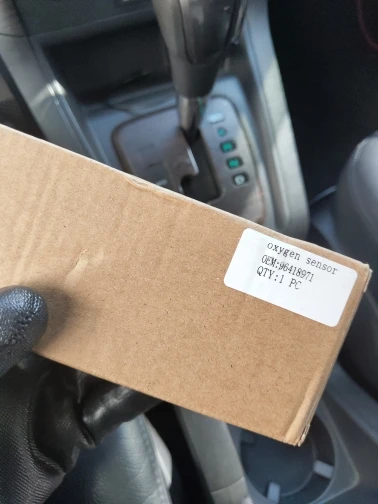 oxygen sensor
OEM:96418971
QTY:1 PC